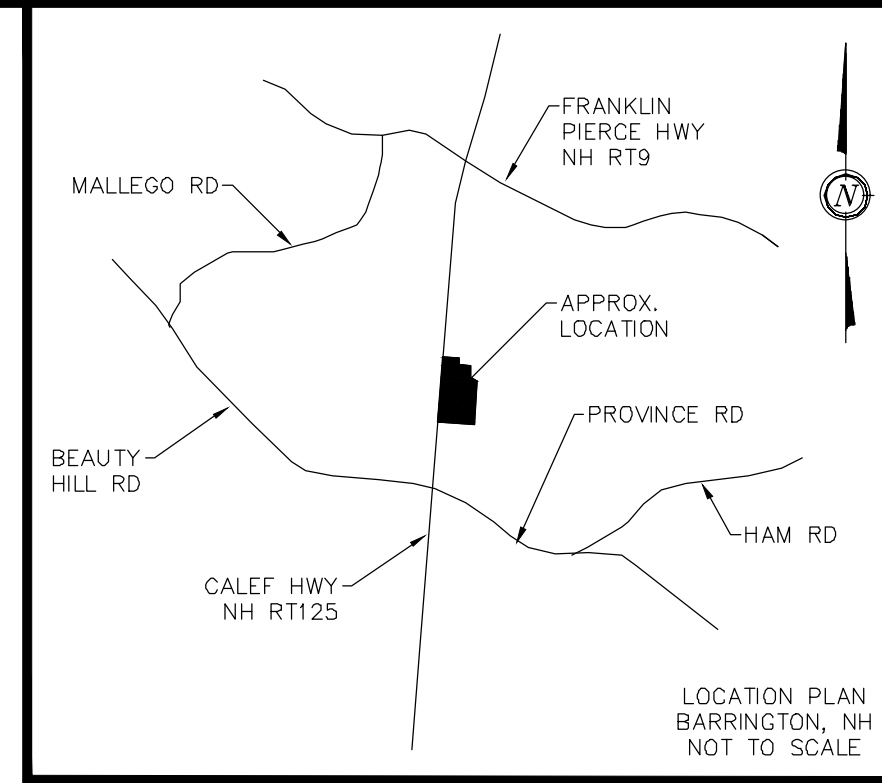 FRANKLIN
PIERCE HWY
NH RT9
MALLEGO RD
N
APPROX.
LOCATION
PROVINCE RD
BEAUTY
HILL RD
HAM RD
CALEF HWY
NH RT125
LOCATION PLAN
BARRINGTON, NH
NOT TO SCALE